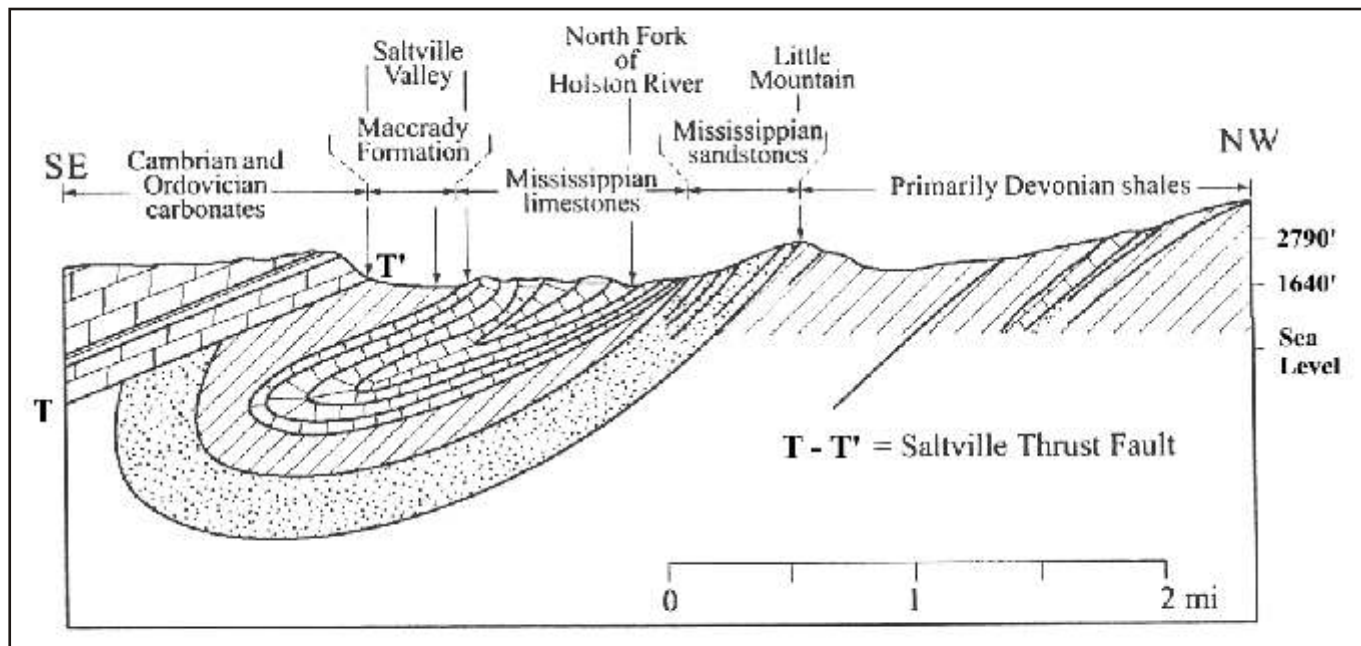 Saltville
Valley
North Fork
of
Holston River
Little
Mountain
Maccrady
Formation
Mississippian
sandstones
SE
NW
Cambrian and
Ordovician
carbonates
Mississippian
limestones
Primarily Devonian shales
T'
2790'
1640'
Sea
Level
T
T - T' = Saltville Thrust Fault
0
1
2 mi